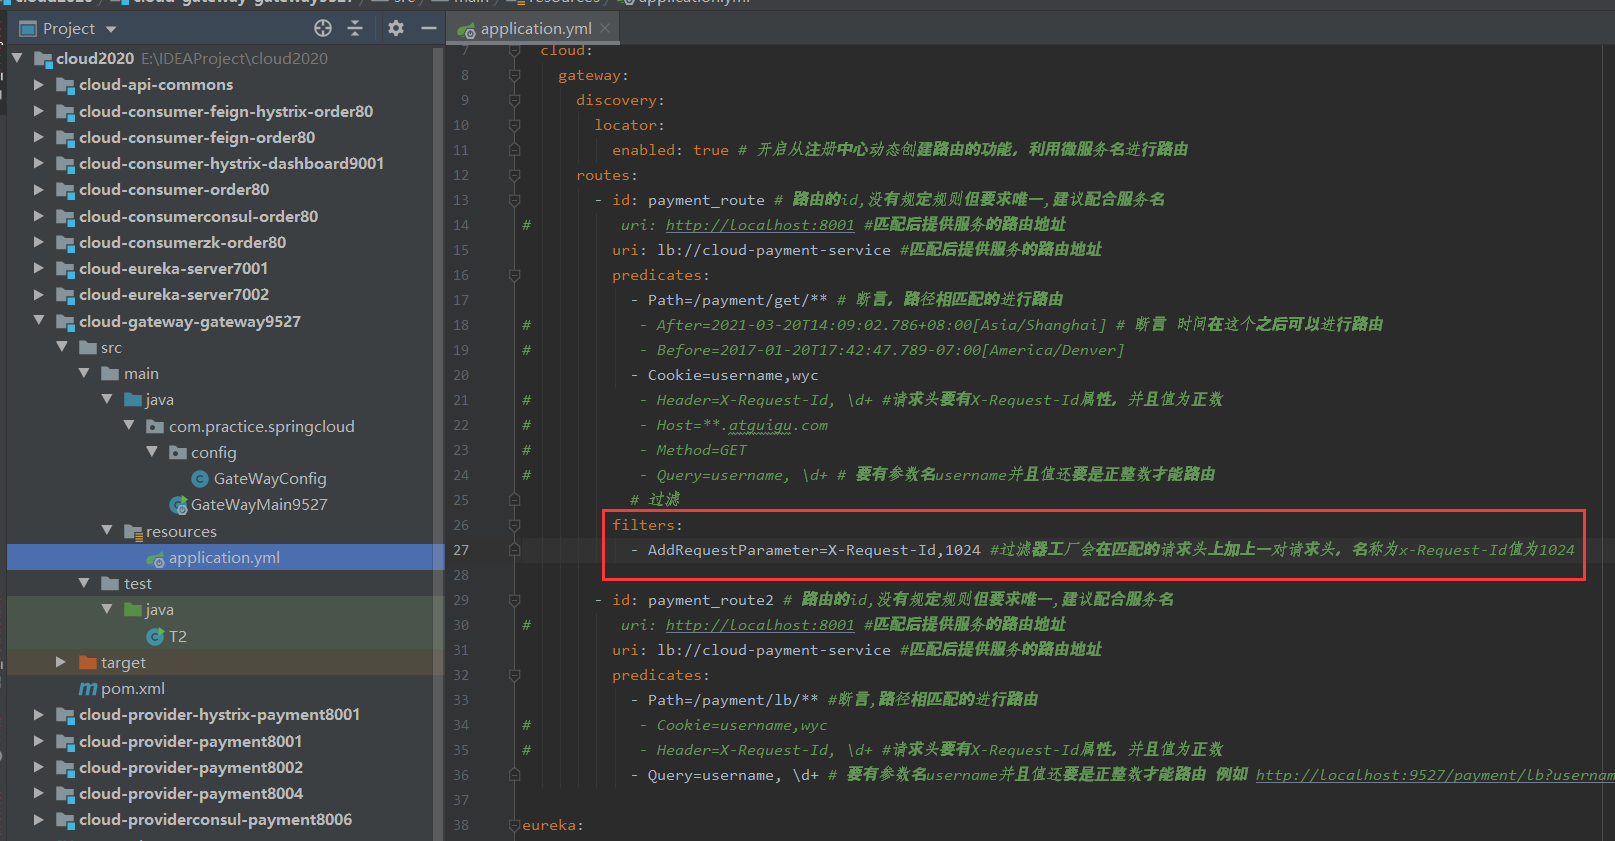 Project
cloud2020 E:\IDEAProject\cloud2020
cloud-api-commons
cloud-consumer-feign-hystrix-order80
cloud-consumer-feign-order80
cloud-consumer-hystrix-dashboard9001
cloud-consumer-order80
cloud-consumerconsul-order80
cloud-consumerzk-order80
cloud-eureka-server7001
cloud-eureka-server7002
cloud-gateway-gateway9527
src
main
java
com.practice.springcloud
config
GateWayConfig
GateWayMain9527
resources
application.yml
test
java
T2
target
pom.xml
cloud-provider-hystrix-payment8001
cloud-provider-payment8001
cloud-provider-payment8002
cloud-provider-payment8004
cloud-providerconsul-payment8006
application.yml
7 cloud:
8 gateway:
9 discovery:
10 locator:
11 enabled: true # 开启从注册中心动态创建路由的功能，利用微服务名进行路由
12 routes:
13 - id: payment_route # 路由的id,没有规定规则但要求唯一,建议配合服务名
14 # uri: http://localhost:8001 #匹配后提供服务的路由地址
15 uri: lb://cloud-payment-service #匹配后提供服务的路由地址
16 predicates:
17 - Path=/payment/get/** # 断言，路径相匹配的进行路由
18 # - After=2021-03-20T14:09:02.786+08:00[Asia/Shanghai] # 断言 时间在这个之后可以进行路由
19 # - Before=2017-01-20T17:42:47.789-07:00[America/Denver]
20 - Cookie=username,wyc
21 # - Header=X-Request-Id, \d+ #请求头要有X-Request-Id属性，并且值为正数
22 # - Host=**.atguigu.com
23 # - Method=GET
24 # - Query=username, \d+ # 要有参数名username并且值还要是正整数才能路由
25 # 过滤
26 filters:
27 - AddRequestParameter=X-Request-Id,1024 #过滤器工厂会在匹配的请求头上加上一对请求头，名称为x-Request-Id值为1024
28
29 - id: payment_route2 # 路由的id,没有规定规则但要求唯一,建议配合服务名
30 # uri: http://localhost:8001 #匹配后提供服务的路由地址
31 uri: lb://cloud-payment-service #匹配后提供服务的路由地址
32 predicates:
33 - Path=/payment/lb/** #断言,路径相匹配的进行路由
34 # - Cookie=username,wyc
35 # - Header=X-Request-Id, \d+ #请求头要有X-Request-Id属性，并且值为正数
36 - Query=username, \d+ # 要有参数名username并且值还要是正整数才能路由 例如 http://localhost:9527/payment/lb?usernam
37
38 eureka: